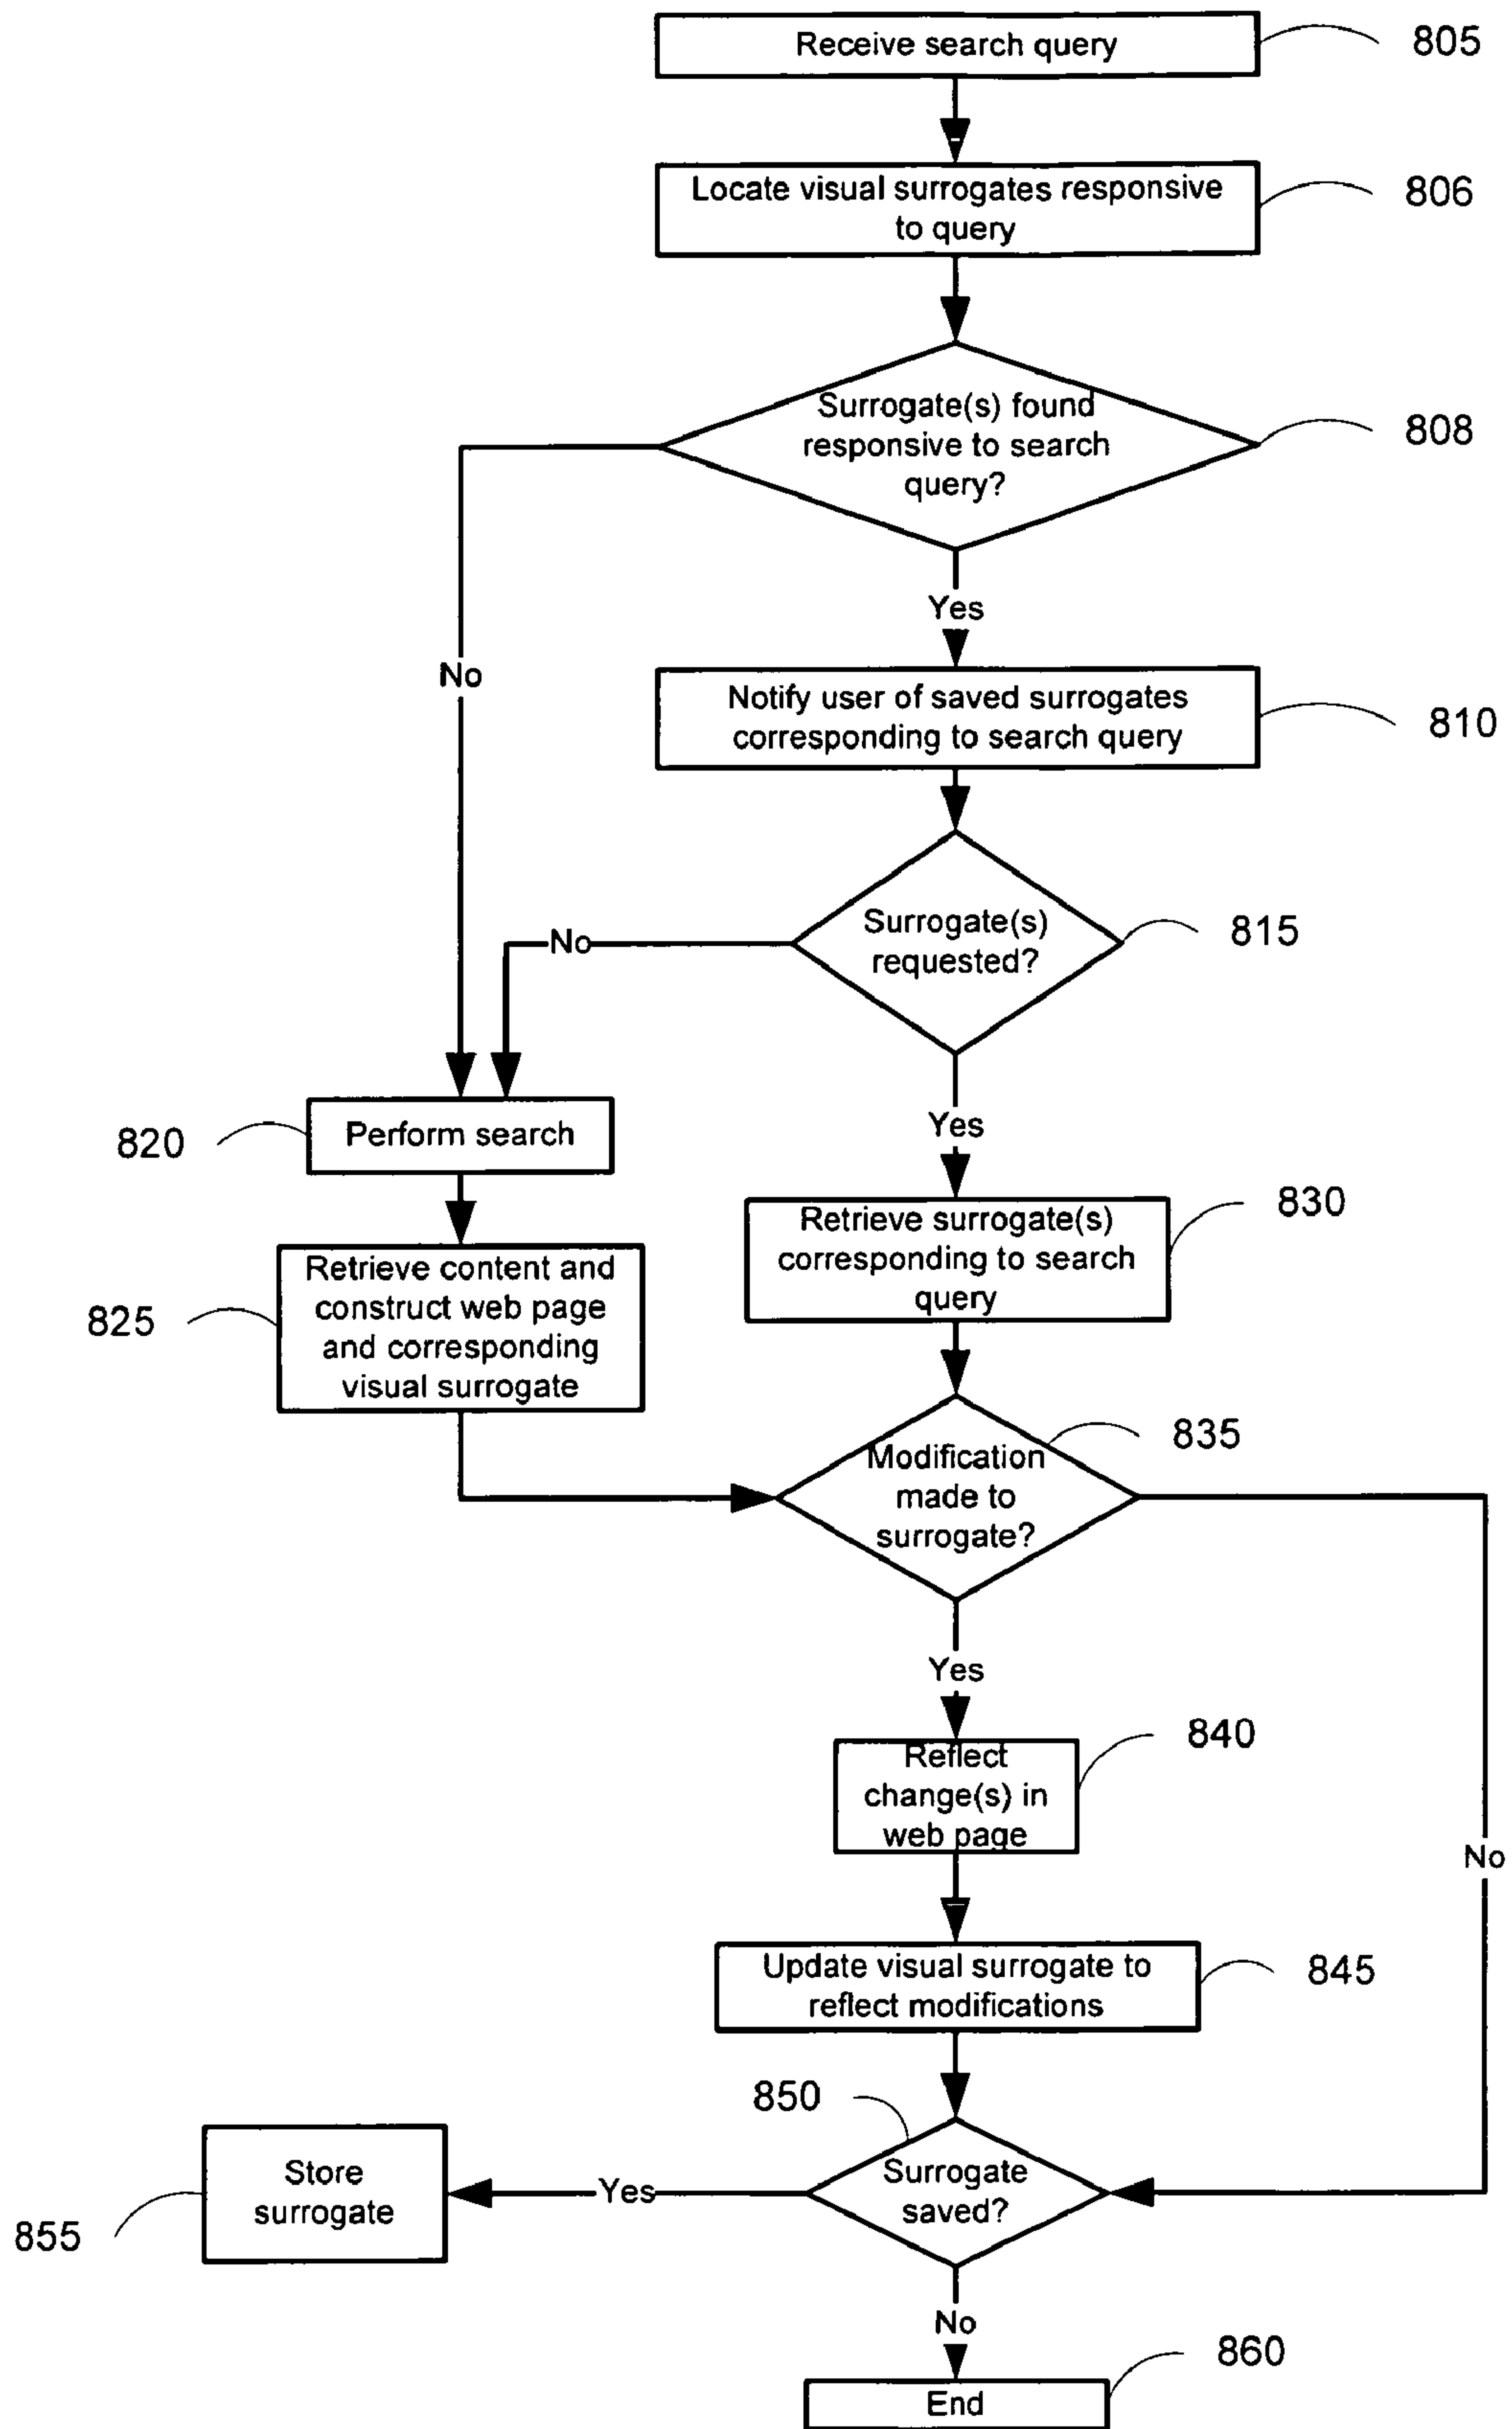 Receive search query
805
Locate visual surrogates responsive
to query
806
Surrogate(s) found
responsive to search
query?
808
Yes
No
Notify user of saved surrogates
corresponding to search query
810
Surrogate(s)
requested?
815
No
Yes
820
Perform search
Retrieve surrogate(s)
corresponding to search
query
830
825
Retrieve content and
construct web page
and corresponding
visual surrogate
Modification
made to
surrogate?
835
Yes
No
Reflect
change(s) in
web page
840
Update visual surrogate to
reflect modifications
845
850
Surrogate
saved?
Yes
Store
surrogate
855
No
End
860